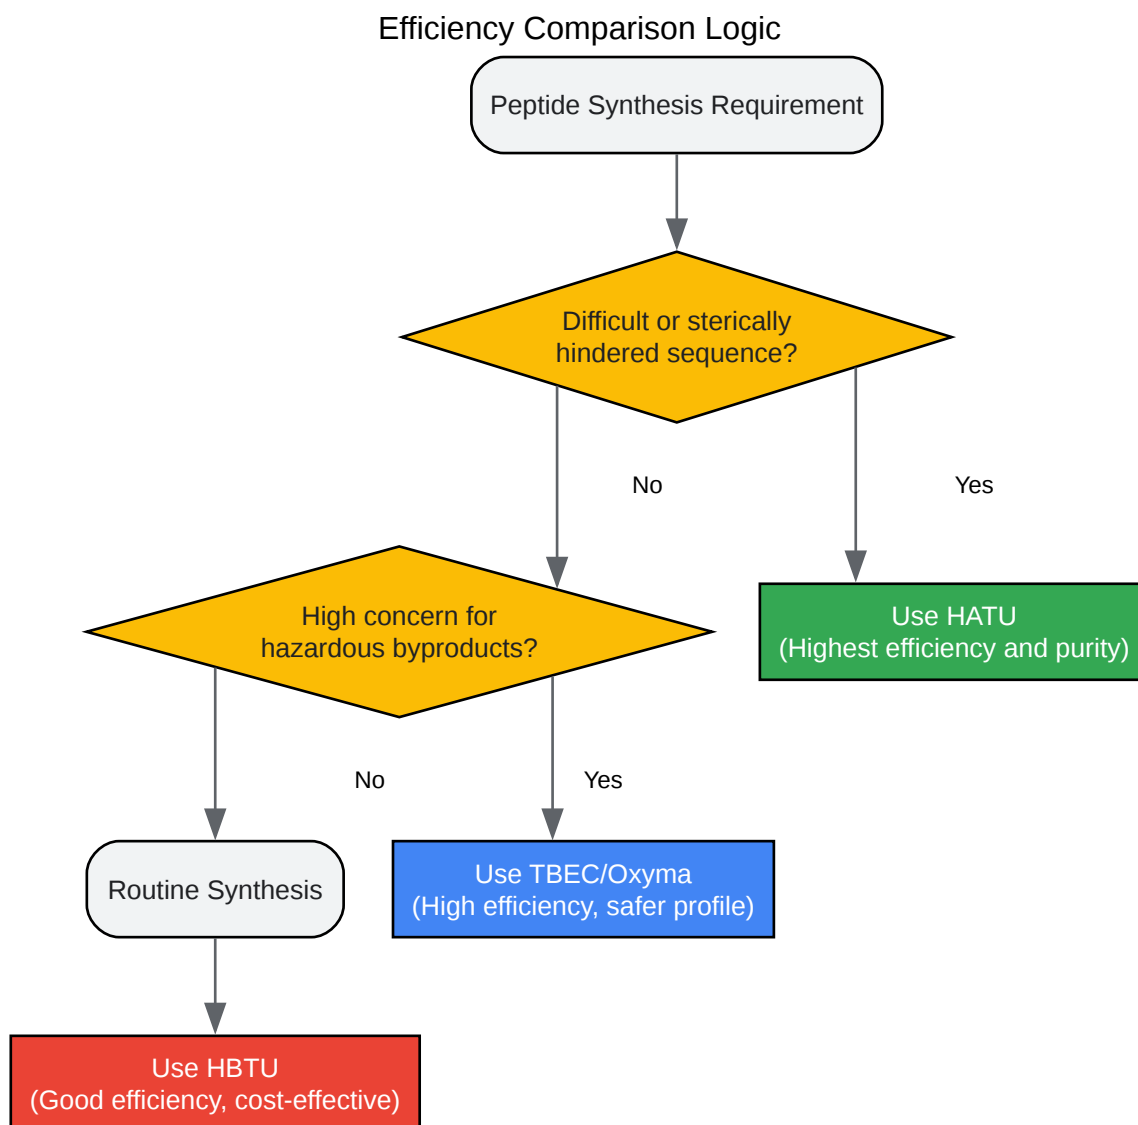 Efficiency Comparison Logic
Peptide Synthesis Requirement
Difficult or sterically
hindered sequence?
No
Yes
High concern for
hazardous byproducts?
Use HATU
(Highest efficiency and purity)
No
Yes
Routine Synthesis
Use TBEC/Oxyma
(High efficiency, safer profile)
Use HBTU
(Good efficiency, cost-effective)